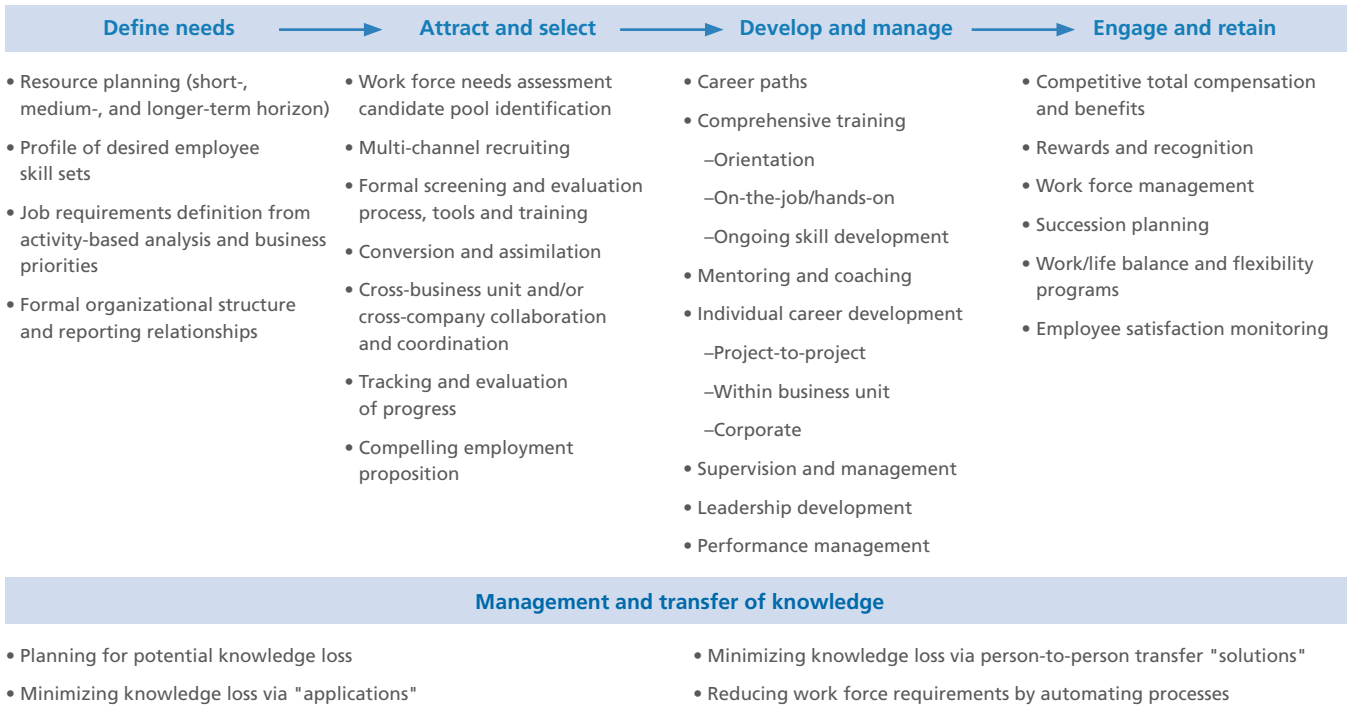 Define needs
Attract and select
Develop and manage
Engage and retain
• Resource planning (short-,
medium-, and longer-term horizon)
• Profile of desired employee
skill sets
• Job requirements definition from
activity-based analysis and business
priorities
• Formal organizational structure
and reporting relationships
• Work force needs assessment
candidate pool identification
• Multi-channel recruiting
• Formal screening and evaluation
process, tools and training
• Conversion and assimilation
• Cross-business unit and/or
cross-company collaboration
and coordination
• Tracking and evaluation
of progress
• Compelling employment
proposition
• Career paths
• Comprehensive training
–Orientation
–On-the-job/hands-on
–Ongoing skill development
• Mentoring and coaching
• Individual career development
–Project-to-project
–Within business unit
–Corporate
• Supervision and management
• Leadership development
• Performance management
• Competitive total compensation
and benefits
• Rewards and recognition
• Work force management
• Succession planning
• Work/life balance and flexibility
programs
• Employee satisfaction monitoring
Management and transfer of knowledge
• Planning for potential knowledge loss
• Minimizing knowledge loss via "applications"
• Minimizing knowledge loss via person-to-person transfer "solutions"
• Reducing work force requirements by automating processes